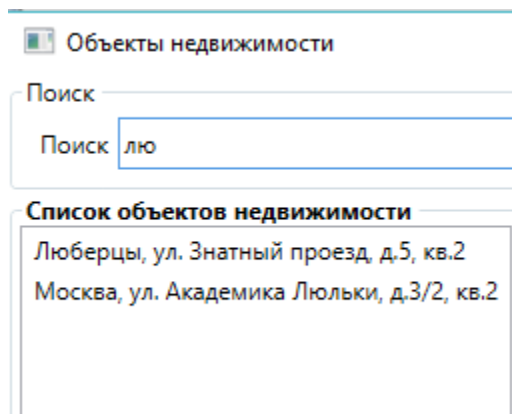 Объекты недвижимости
Поиск
Поиск лю
Список объектов недвижимости
Люберцы, ул. Знатный проезд, д.5, кв.2
Москва, ул. Академика Люльки, д.3/2, кв.2